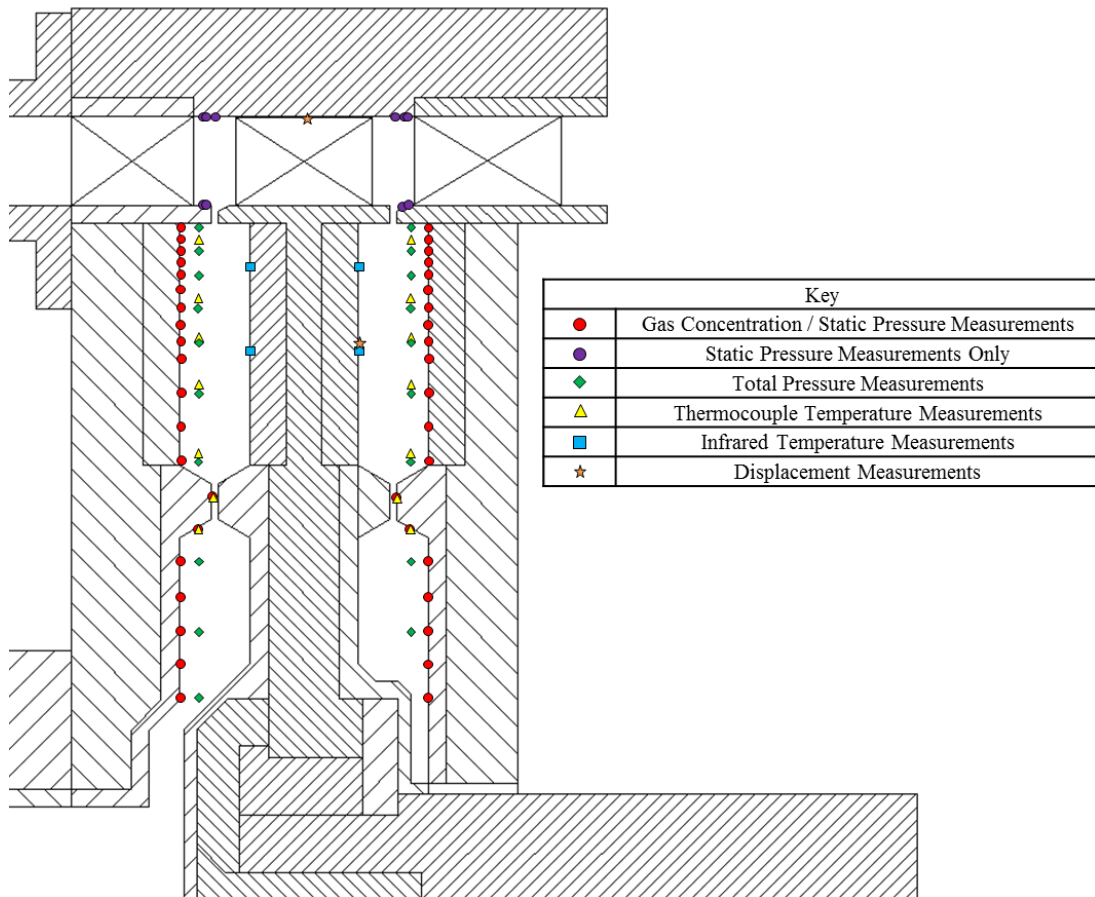 Key
Gas Concentration / Static Pressure Measurements
Static Pressure Measurements Only
Total Pressure Measurements
Thermocouple Temperature Measurements
Infrared Temperature Measurements
Displacement Measurements